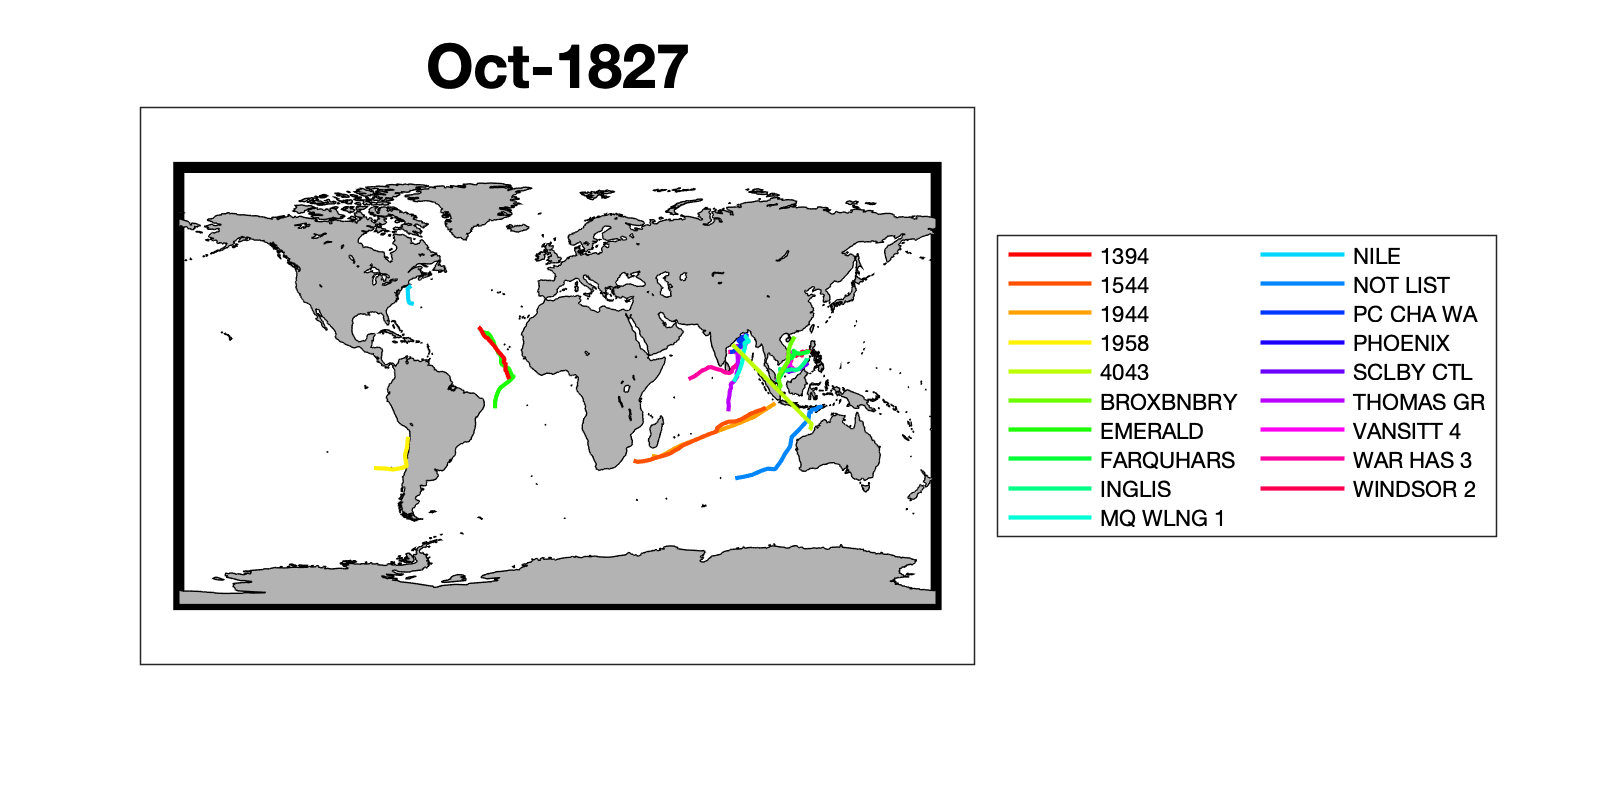 Oct-1827
1394
1544
1944
1958
4043
BROXBNBRY
EMERALD
FARQUHARS
INGLIS
MQ WLNG 1
NILE
NOT LIST
PC CHA WA
PHOENIX
SCLBY CTL
THOMAS GR
VANSITT 4
WAR HAS 3
WINDSOR 2